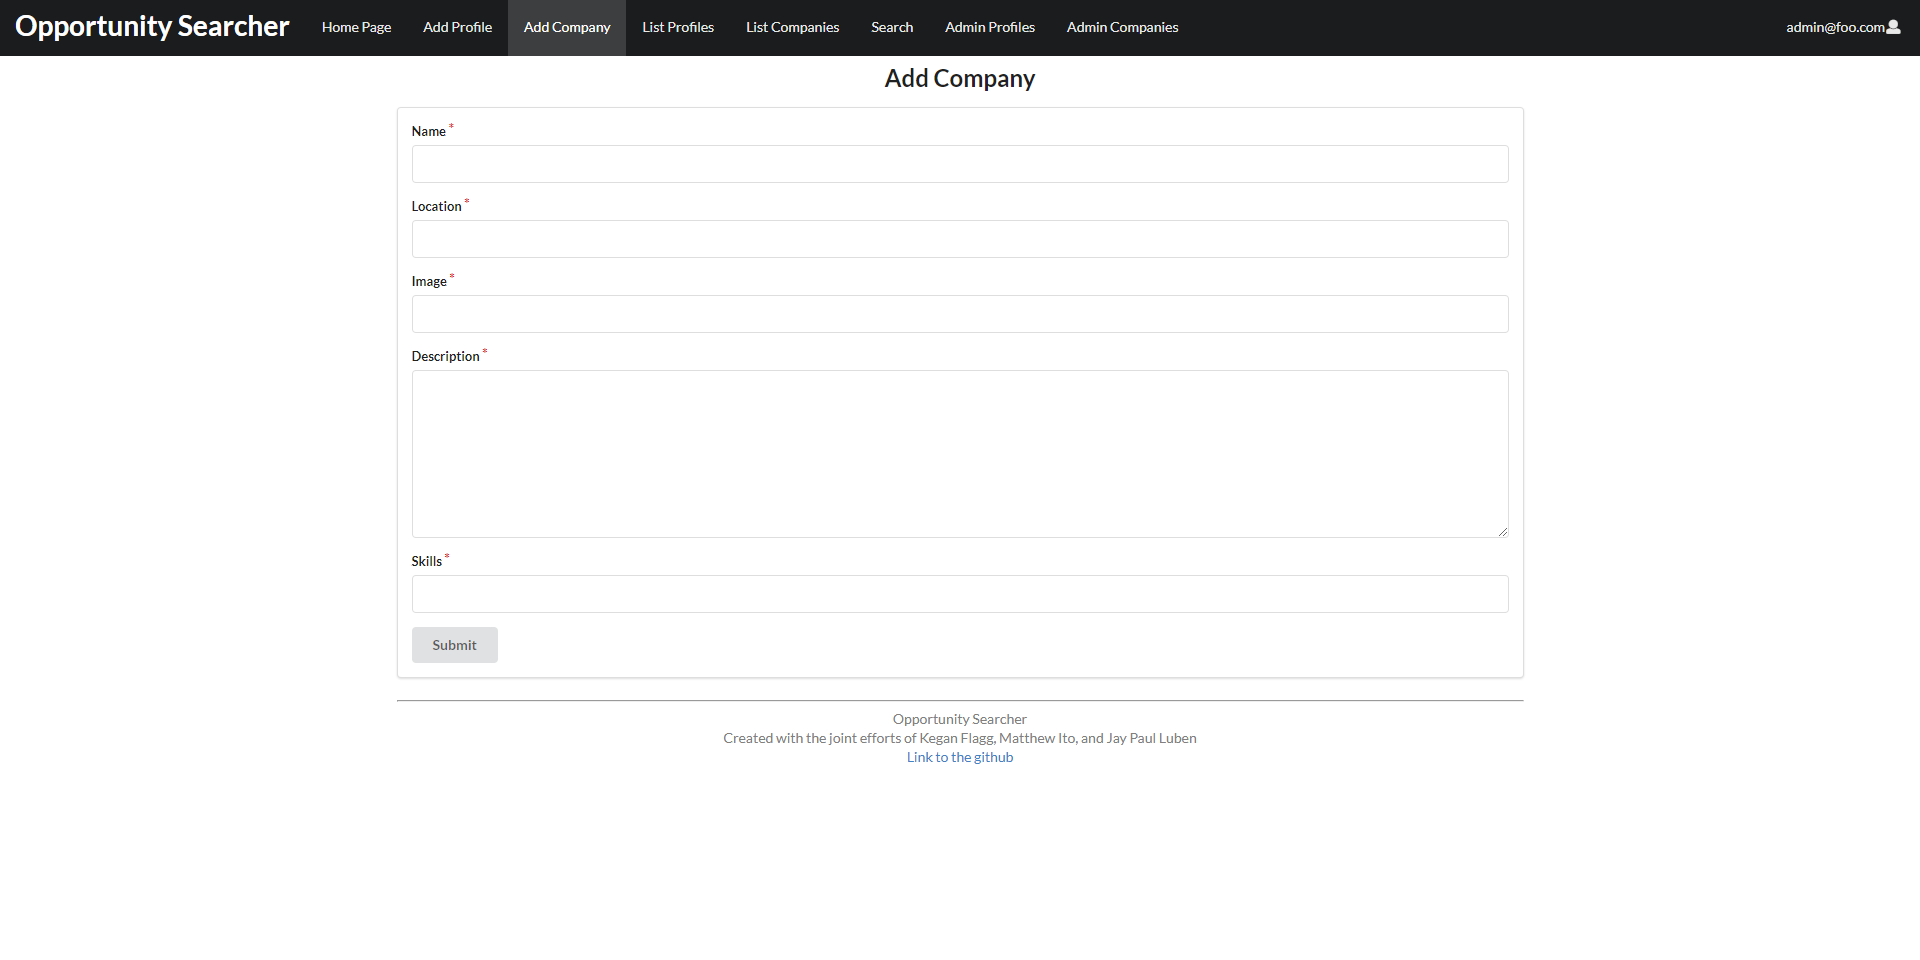 Opportunity Searcher Home Page Add Profile Add Company List Profiles List Companies Search Admin Profiles Admin Companies admin@foo.com
Add Company
Name *
Location *
Image *
Description *
Skills *
Submit
Opportunity Searcher
Created with the joint efforts of Kegan Flagg, Matthew Ito, and Jay Paul Luben
Link to the github